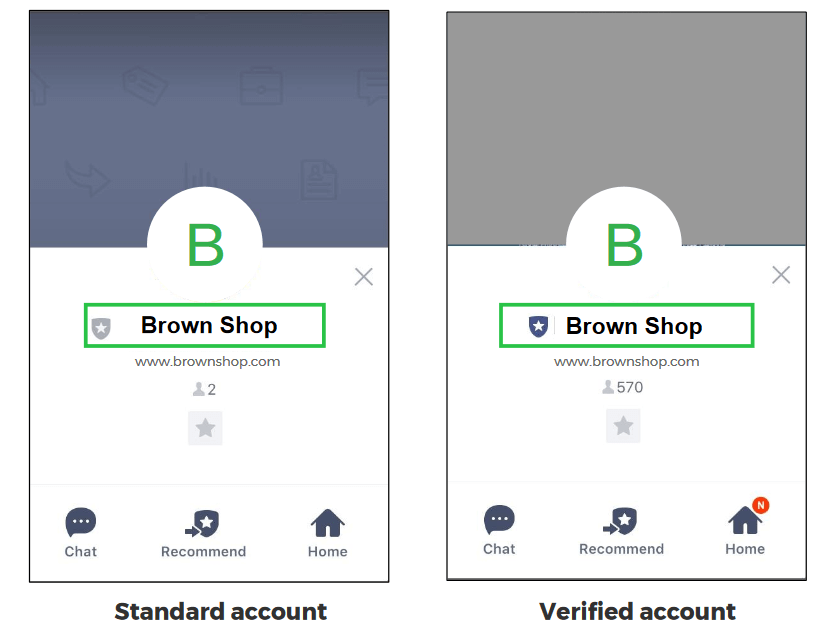 B
Brown Shop
www.brownshop.com
2
Chat
Recommend
Home
Standard account
B
Brown Shop
www.brownshop.com
570
N
Chat
Recommend
Home
Verified account